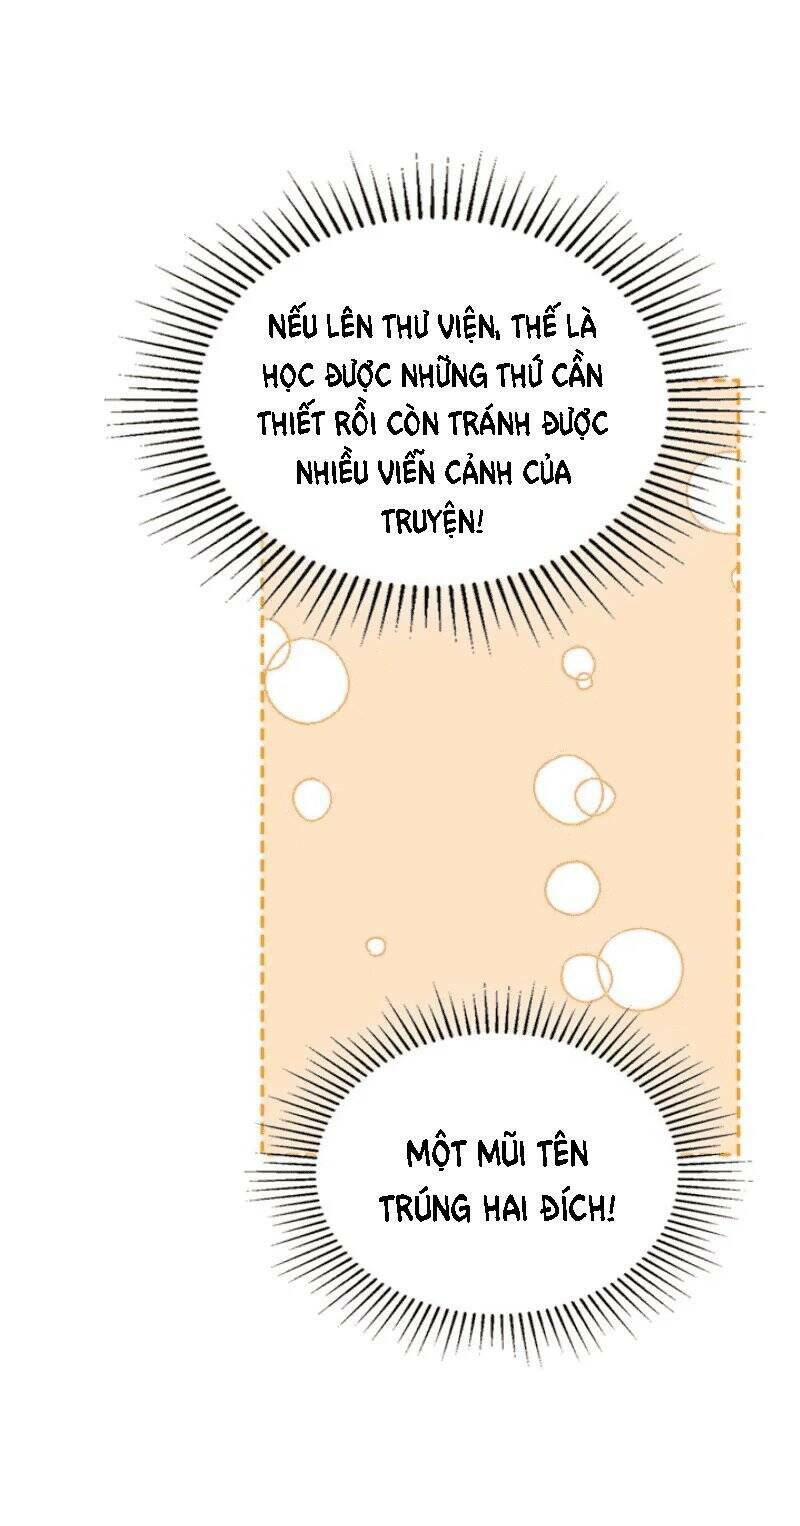 NẾU LÊN THƯ VIỆN, THẾ LÀ
HỌC ĐƯỢC NHỮNG THỨ CẦN
THIẾT RỒI CÒN TRÁNH ĐƯỢC
NHIỀU VIỄN CẢNH CỦA
TRUYỆN!
MỘT MŨI TÊN
TRÚNG HAI ĐÍCH!